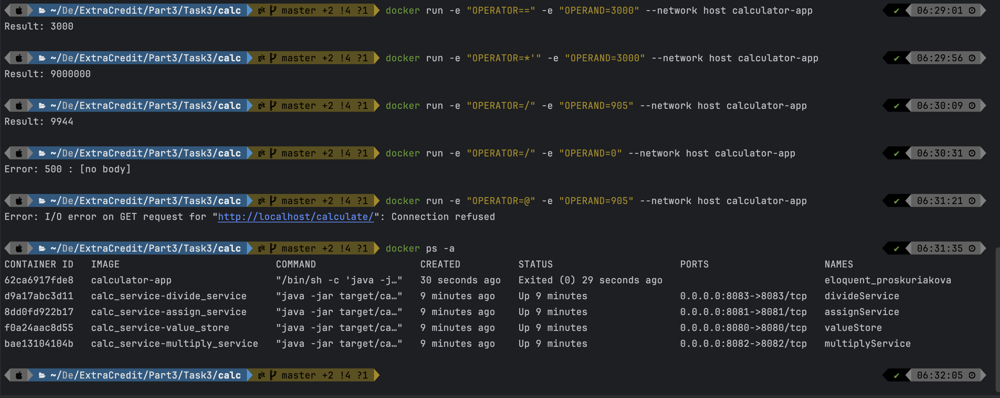 ~/De/ExtraCredit/Part3/Task3/calc git master +2 !4 ?1 docker run -e "OPERATOR==" -e "OPERAND=3000" --network host calculator-app ✔ 06:29:01
Result: 3000
~/De/ExtraCredit/Part3/Task3/calc git master +2 !4 ?1 docker run -e "OPERATOR=*'" -e "OPERAND=3000" --network host calculator-app ✔ 06:29:56
Result: 9000000
~/De/ExtraCredit/Part3/Task3/calc git master +2 !4 ?1 docker run -e "OPERATOR=/" -e "OPERAND=905" --network host calculator-app ✔ 06:30:09
Result: 9944
~/De/ExtraCredit/Part3/Task3/calc git master +2 !4 ?1 docker run -e "OPERATOR=/" -e "OPERAND=0" --network host calculator-app ✔ 06:30:31
Error: 500 : [no body]
~/De/ExtraCredit/Part3/Task3/calc git master +2 !4 ?1 docker run -e "OPERATOR=@" -e "OPERAND=905" --network host calculator-app ✔ 06:31:21
Error: I/O error on GET request for "http://localhost/calculate/": Connection refused
~/De/ExtraCredit/Part3/Task3/calc git master +2 !4 ?1 docker ps -a ✔ 06:31:35
CONTAINER ID IMAGE COMMAND CREATED STATUS PORTS NAMES
62ca6917fde8 calculator-app "/bin/sh -c 'java -j…" 30 seconds ago Exited (0) 29 seconds ago eloquent_proskuriakova
d9a17abc3d11 calc_service-divide_service "java -jar target/ca…" 9 minutes ago Up 9 minutes 0.0.0.0:8083->8083/tcp divideService
8dd0fd922b17 calc_service-assign_service "java -jar target/ca…" 9 minutes ago Up 9 minutes 0.0.0.0:8081->8081/tcp assignService
f0a24aac8d55 calc_service-value_store "java -jar target/ca…" 9 minutes ago Up 9 minutes 0.0.0.0:8080->8080/tcp valueStore
bae13104104b calc_service-multiply_service "java -jar target/ca…" 9 minutes ago Up 9 minutes 0.0.0.0:8082->8082/tcp multiplyService
~/De/ExtraCredit/Part3/Task3/calc git master +2 !4 ?1 ✔ 06:32:05